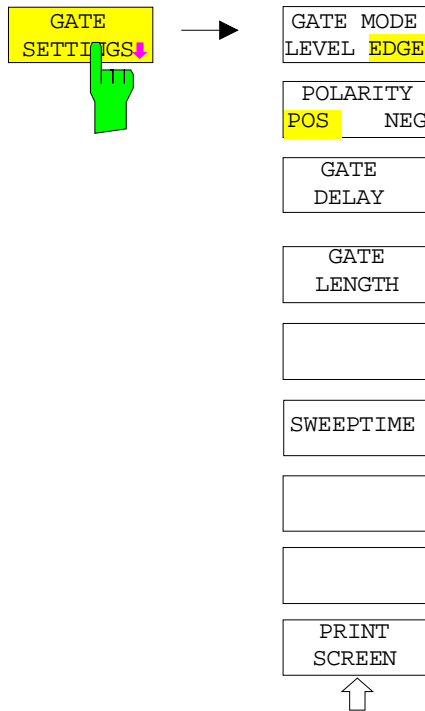 GATE
SETTINGS
GATE MODE
LEVEL EDGE
POLARITY
POS NEG
GATE
DELAY
GATE
LENGTH
SWEEPTIME
PRINT
SCREEN